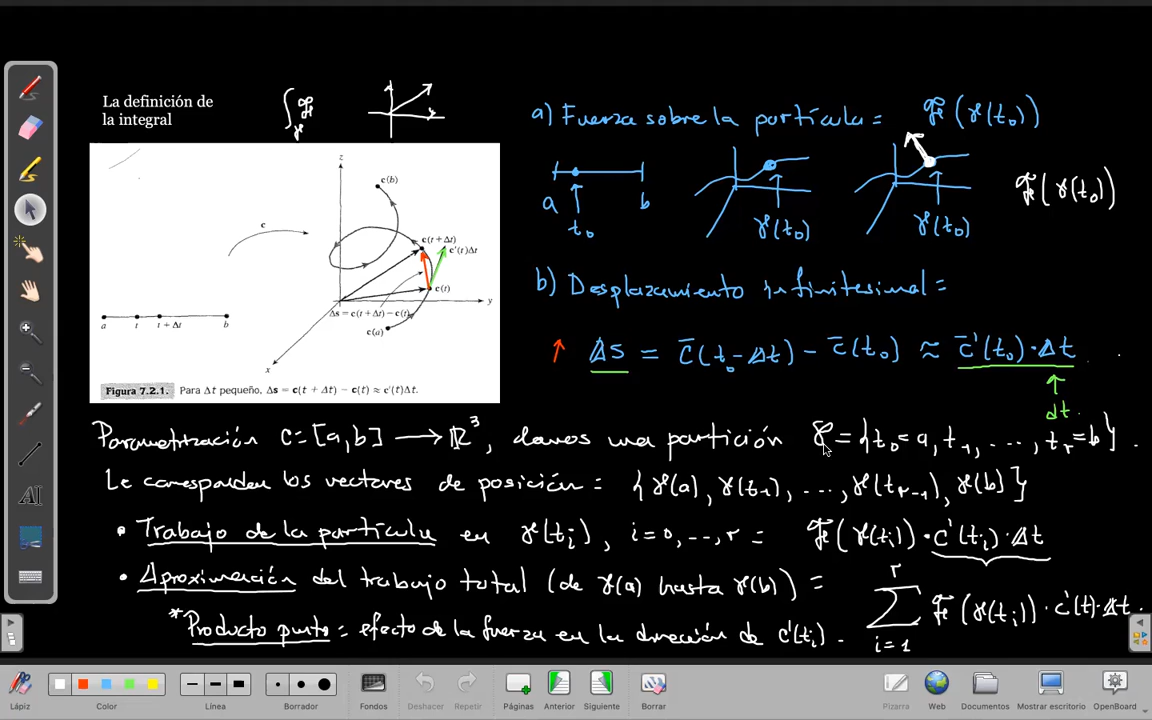 La definición de
la integral
∫_γ F
a) Fuerza sobre la partícula = F(γ(t₀))
a t₀ b
γ(t₀)
γ(t₀)
F(γ(t₀))
z
c(b)
c
c(t + Δt)
c'(t)Δt
c(t)
y
Δs = c(t + Δt) − c(t)
c(a)
a t t + Δt b
x
Figura 7.2.1. Para Δt pequeño, Δs = c(t + Δt) − c(t) ≈ c'(t)Δt.
b) Desplazamiento infinitesimal =
↑ Δs = c̄(t₀-Δt) - c̄(t₀) ≈ c̄'(t₀)·Δt
dt
Parametrización c=[a,b] → ℝ³, damos una partición P={t₀=a, t₁, ..., tᵣ=b}.
Le corresponden los vectores de posición = {γ(a), γ(t₁), ..., γ(tᵣ₋₁), γ(b)}
• Trabajo de la partícula en γ(tᵢ), i=0,...,r = F(γ(tᵢ)·c'(tᵢ)·Δt
• Aproximación del trabajo total (de γ(a) hasta γ(b)) = Σ_{i=1}^{r} F(γ(tᵢ))·c'(t)·Δt.
*Producto punto = efecto de la fuerza en la dirección de c'(tᵢ).
Lápiz
Color
Línea
Borrador
Fondos
Deshacer
Repetir
Páginas
Anterior
Siguiente
Borrar
Pizarra
Web
Documentos
Mostrar escritorio
OpenBoard